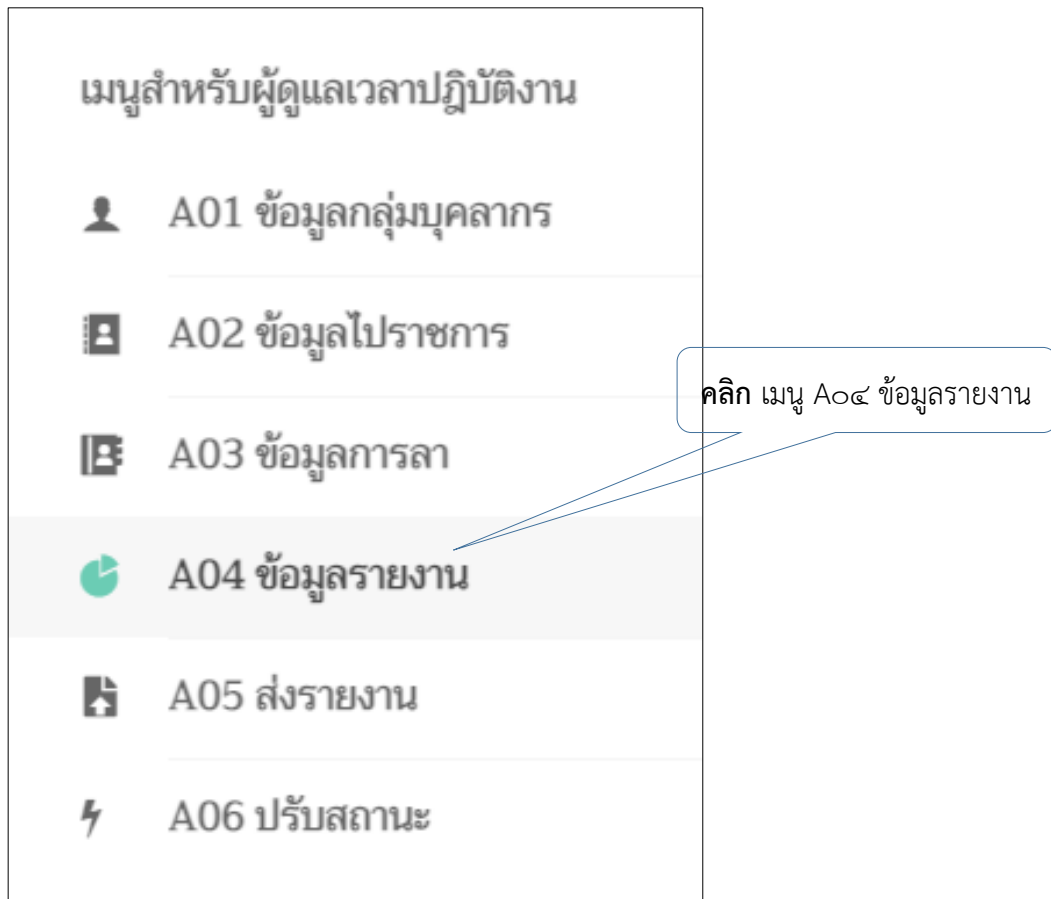 เมนูสำหรับผู้ดูแลเวลาปฎิบัติงาน
A01 ข้อมูลกลุ่มบุคลากร
A02 ข้อมูลไปราชการ
คลิก เมนู A๐๔ ข้อมูลรายงาน
A03 ข้อมูลการลา
A04 ข้อมูลรายงาน
A05 ส่งรายงาน
A06 ปรับสถานะ